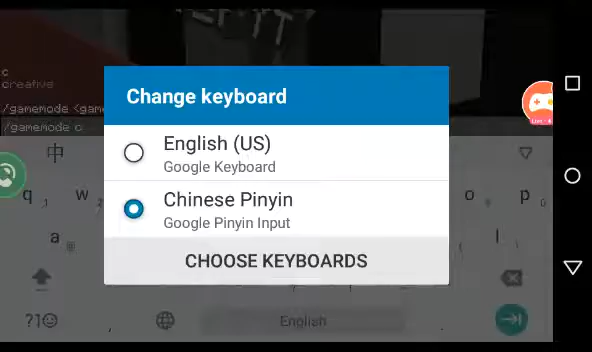 c
creative
/gamemode <gam
/gamemode c
Change keyboard
English (US)
Google Keyboard
Chinese Pinyin
Google Pinyin Input
CHOOSE KEYBOARDS
中
q w o p
a l
?1☺ , English .